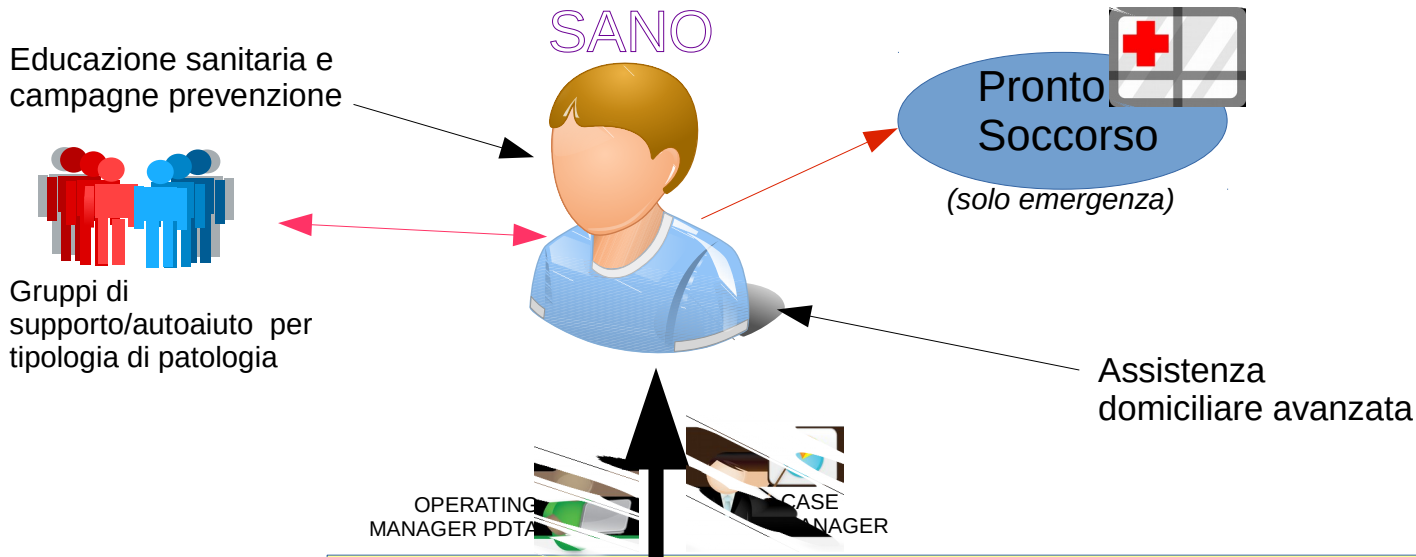 SANO
Educazione sanitaria e
campagne prevenzione
Pronto
Soccorso
(solo emergenza)
Gruppi di
supporto/autoaiuto per
tipologia di patologia
Assistenza
domiciliare avanzata
OPERATING
MANAGER PDTA
CASE
MANAGER